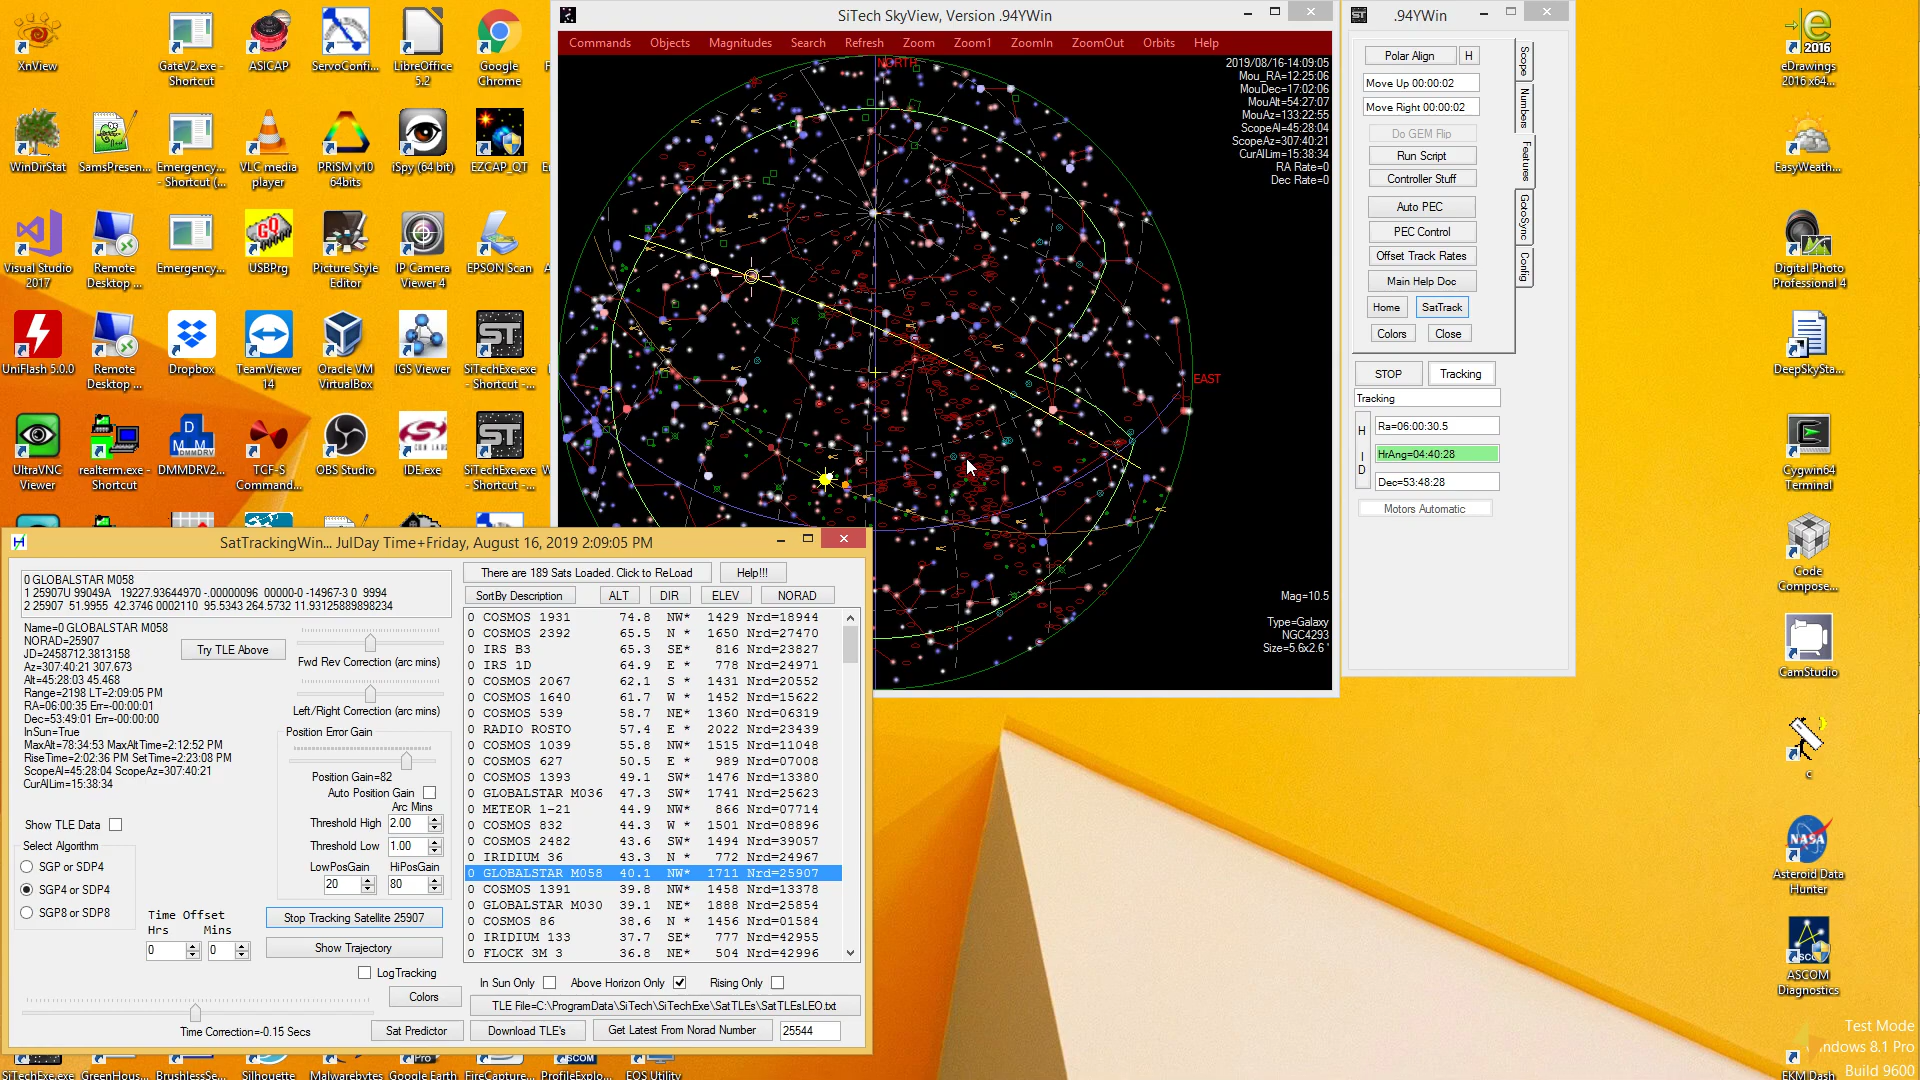 XnView
GateV2.exe - Shortcut
ASICAP
ServoConfi...
LibreOffice 5.2
Google Chrome
WinDirStat
SamsPresen...
Emergency... - Shortcut (...
VLC media player
PRiSM v10 64bits
iSpy (64 bit)
EZCAP_QT
Visual Studio 2017
Remote Desktop ...
Emergency...
USBPrg
Picture Style Editor
IP Camera Viewer 4
EPSON Scan
UniFlash 5.0.0
Remote Desktop ...
Dropbox
TeamViewer 14
Oracle VM VirtualBox
IGS Viewer
SiTechExe.exe - Shortcut -...
UltraVNC Viewer
realterm.exe - Shortcut
DMMDRV2...
TCF-S Command...
OBS Studio
IDE.exe
SiTechExe.exe - Shortcut -...
SiTech SkyView, Version .94YWin
Commands Objects Magnitudes Search Refresh Zoom Zoom1 ZoomIn ZoomOut Orbits Help
NORTH
EAST
2019/08/16-14:09:05
Mou_RA=12:25:06
MouDec=17:02:06
MouAlt=54:27:07
MouAz=133:22:55
ScopeAl=45:28:04
ScopeAz=307:40:21
CurAlLim=15:38:34
RA Rate=0
Dec Rate=0
Mag=10.5
Type=Galaxy
NGC4293
Size=5.6x2.6 '
.94YWin
Polar Align H
Move Up 00:00:02
Move Right 00:00:02
Do GEM Flip
Run Script
Controller Stuff
Auto PEC
PEC Control
Offset Track Rates
Main Help Doc
Home SatTrack
Colors Close
Scope
Numbers
Features
GotoSync
Config
STOP Tracking
Tracking
H I D
Ra=06:00:30.5
HrAng=04:40:28
Dec=53:48:28
Motors Automatic
eDrawings 2016 x64...
EasyWeath...
Digital Photo Professional 4
DeepSkySta...
Cygwin64 Terminal
Code Compose...
CamStudio
c
Asteroid Data Hunter
ASCOM Diagnostics
EKM Dash
Test Mode
Windows 8.1 Pro
Build 9600
SatTrackingWin... JulDay Time+Friday, August 16, 2019 2:09:05 PM
0 GLOBALSTAR M058
1 25907U 99049A 19227.93644970 -.00000096 00000-0 -14967-3 0 9994
2 25907 51.9955 42.3746 0002110 95.5343 264.5732 11.93125889898234
Name=0 GLOBALSTAR M058
NORAD=25907
JD=2458712.3813158
Az=307:40:21 307.673
Alt=45:28:03 45.468
Range=2198 LT=2:09:05 PM
RA=06:00:35 Err=-00:00:01
Dec=53:49:01 Err=-00:00:00
InSun=True
MaxAlt=78:34:53 MaxAltTime=2:12:52 PM
RiseTime=2:02:36 PM SetTime=2:23:08 PM
ScopeAl=45:28:04 ScopeAz=307:40:21
CurAlLim=15:38:34
Try TLE Above
Fwd Rev Correction (arc mins)
Left/Right Correction (arc mins)
Position Error Gain
Position Gain=82
Auto Position Gain
Arc Mins
Threshold High 2.00
Threshold Low 1.00
LowPosGain HiPosGain
20 80
Show TLE Data
Select Algorithm
SGP or SDP4
SGP4 or SDP4
SGP8 or SDP8
Time Offset
Hrs Mins
0 0
Stop Tracking Satellite 25907
Show Trajectory
LogTracking
Colors
Time Correction=-0.15 Secs
Sat Predictor
There are 189 Sats Loaded. Click to ReLoad
Help!!!
SortBy Description ALT DIR ELEV NORAD
0 COSMOS 1931 74.8 NW* 1429 Nrd=18944
0 COSMOS 2392 65.5 N * 1650 Nrd=27470
0 IRS B3 65.3 SE* 816 Nrd=23827
0 IRS 1D 64.9 E * 778 Nrd=24971
0 COSMOS 2067 62.1 S * 1431 Nrd=20552
0 COSMOS 1640 61.7 W * 1452 Nrd=15622
0 COSMOS 539 58.7 NE* 1360 Nrd=06319
0 RADIO ROSTO 57.4 E * 2022 Nrd=23439
0 COSMOS 1039 55.8 NW* 1515 Nrd=11048
0 COSMOS 627 50.5 E * 989 Nrd=07008
0 COSMOS 1393 49.1 SW* 1476 Nrd=13380
0 GLOBALSTAR M036 47.3 SW* 1741 Nrd=25623
0 METEOR 1-21 44.9 NW* 866 Nrd=07714
0 COSMOS 832 44.3 W * 1501 Nrd=08896
0 COSMOS 2482 43.6 SW* 1494 Nrd=39057
0 IRIDIUM 36 43.3 N * 772 Nrd=24967
0 GLOBALSTAR M058 40.1 NW* 1711 Nrd=25907
0 COSMOS 1391 39.8 NW* 1458 Nrd=13378
0 GLOBALSTAR M030 39.1 NE* 1888 Nrd=25854
0 COSMOS 86 38.6 N * 1456 Nrd=01584
0 IRIDIUM 133 37.7 SE* 777 Nrd=42955
0 FLOCK 3M 3 36.8 NE* 504 Nrd=42996
In Sun Only Above Horizon Only Rising Only
TLE File=C:\ProgramData\SiTech\SiTechExe\SatTLEs\SatTLEsLEO.txt
Download TLE's
Get Latest From Norad Number
25544
SiTechExe.exe GreenHous... BrushlessSe... Silhouette Malwarebytes Google Earth FireCapture... ProfileExplo... EOS Utility